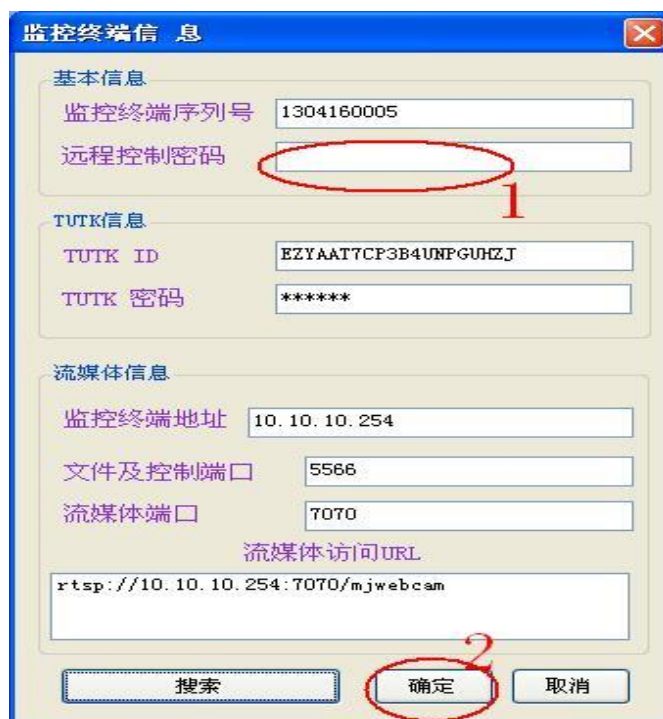 监控终端信 息
基本信息
监控终端序列号 1304160005
远程控制密码
1
TUTK信息
TUTK ID EZYAAT7CP3B4UNPGUHZJ
TUTK 密码 ******
流媒体信息
监控终端地址 10.10.10.254
文件及控制端口 5566
流媒体端口 7070
流媒体访问URL
rtsp://10.10.10.254:7070/mjwebcam
2
搜索 确定 取消